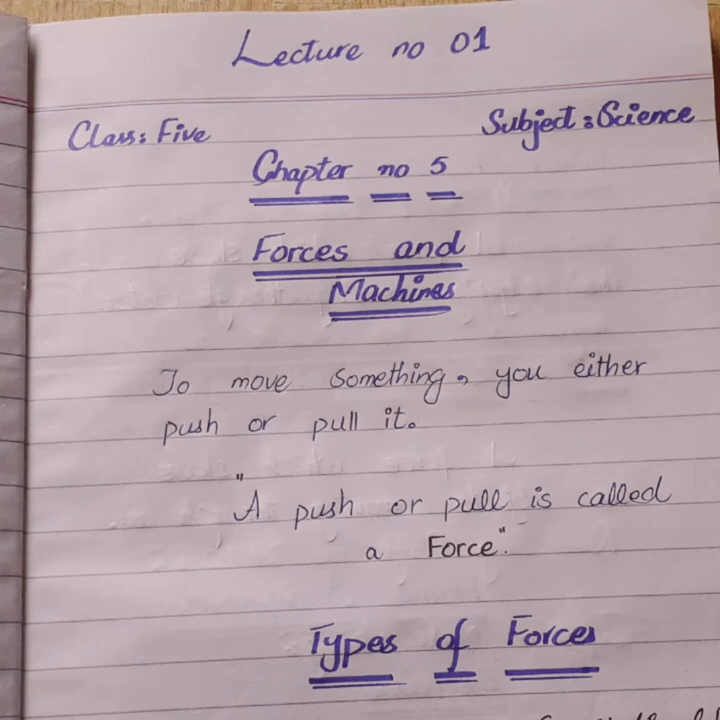 Lecture no 01
Class: Five Subject: Science
Chapter no 5
Forces and
Machines
To move something, you either
push or pull it.
"A push or pull is called
a Force".
Types of Forces